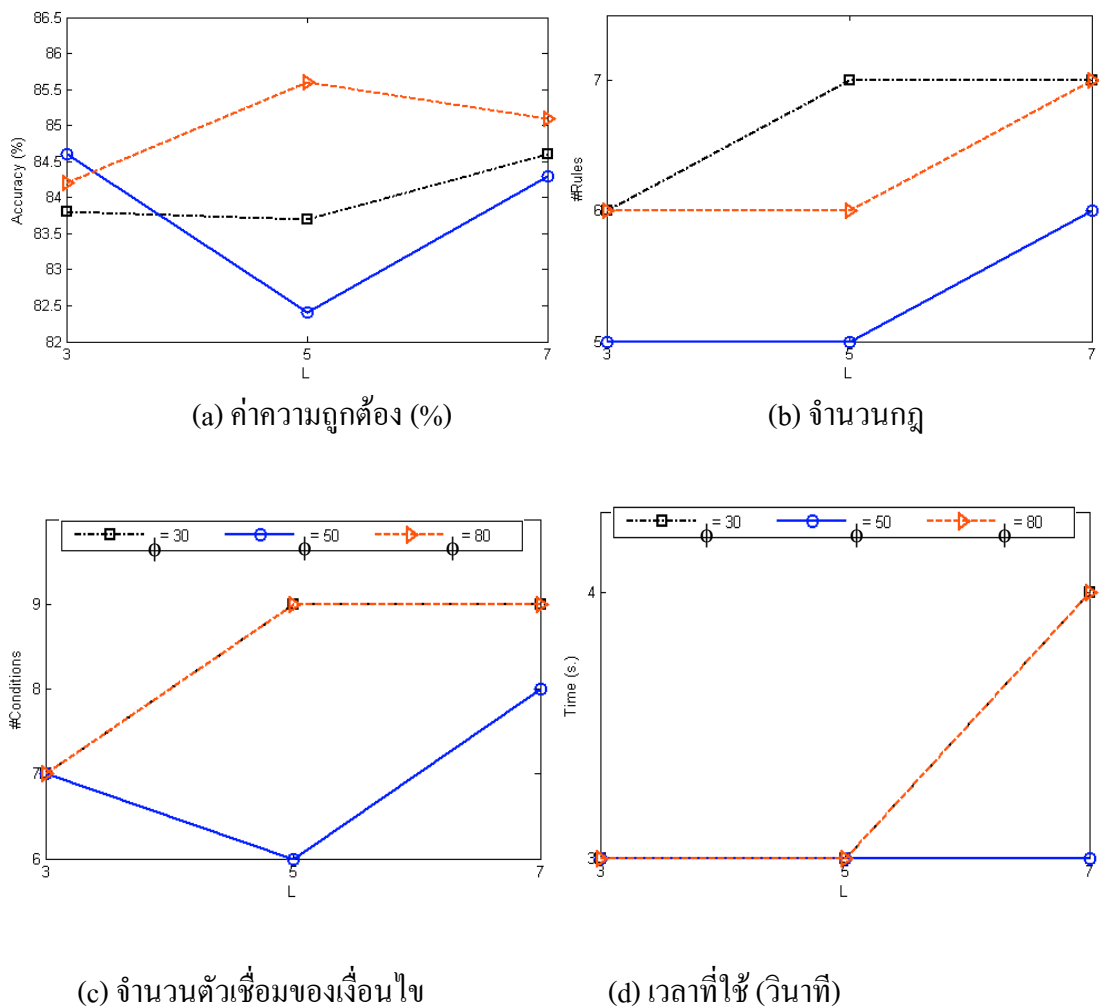 86.5
86
85.5
85
84.5
84
83.5
83
82.5
82
Accuracy (%)
3 5 7
L
(a) ค่าความถูกต้อง (%)
7
6
5
#Rules
3 5 7
L
(b) จำนวนกฎ
ϕ = 30 ϕ = 50 ϕ = 80
9
8
7
6
#Conditions
3 5 7
L
(c) จำนวนตัวเชื่อมของเงื่อนไข
ϕ = 30 ϕ = 50 ϕ = 80
4
3
Time (s.)
3 5 7
L
(d) เวลาที่ใช้ (วินาที)